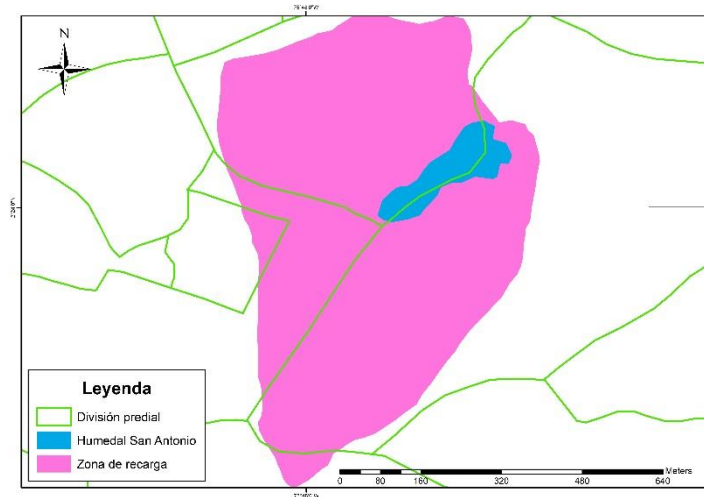 N
Leyenda
División predial
Humedal San Antonio
Zona de recarga
Meters
0 80 160 320 480 640